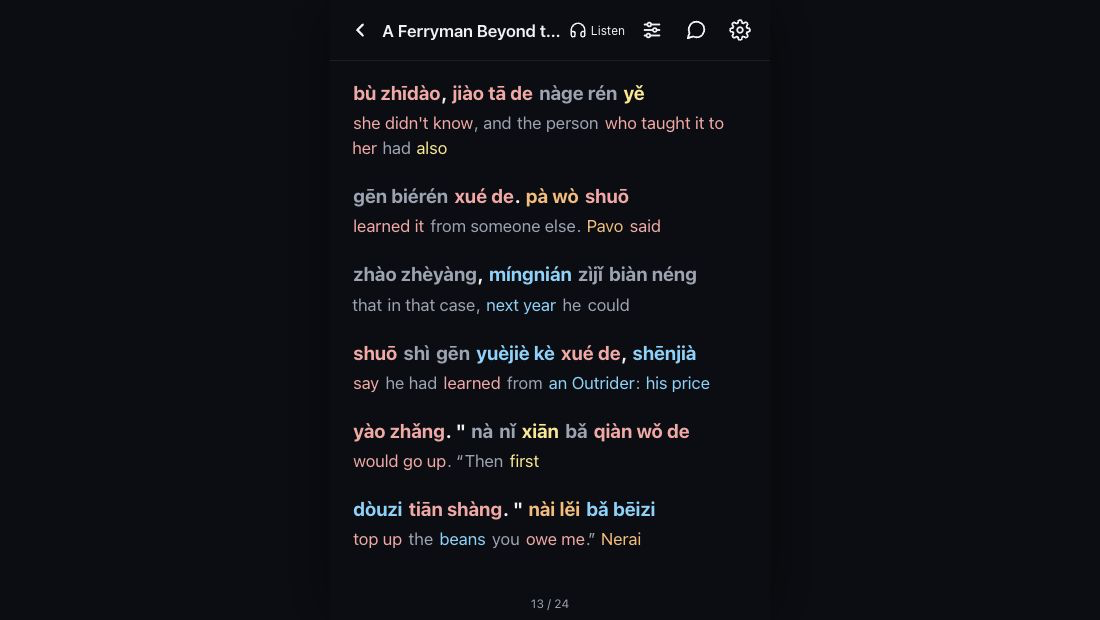 A Ferryman Beyond t... Listen
bù zhīdào, jiào tā de nàge rén yě
she didn't know, and the person who taught it to
her had also
gēn biérén xué de. pà wò shuō
learned it from someone else. Pavo said
zhào zhèyàng, míngnián zìjǐ biàn néng
that in that case, next year he could
shuō shì gēn yuèjiè kè xué de, shēnjià
say he had learned from an Outrider: his price
yào zhǎng. " nà nǐ xiān bǎ qiàn wǒ de
would go up. “Then first
dòuzi tiān shàng. " nài lěi bǎ bēizi
top up the beans you owe me.” Nerai
13 / 24